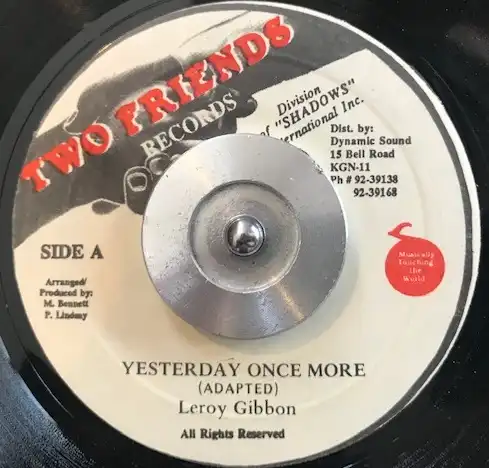 TWO FRIENDS
RECORDS
Division
of "SHADOWS"
International Inc.
Dist. by:
Dynamic Sound
15 Bell Road
KGN-11
Ph # 92-39138
92-39168
SIDE A
Arranged/
Produced by:
M. Bennett
P. Lindsay
Musically
Touching
the
World
YESTERDAY ONCE MORE
(ADAPTED)
Leroy Gibbon
All Rights Reserved